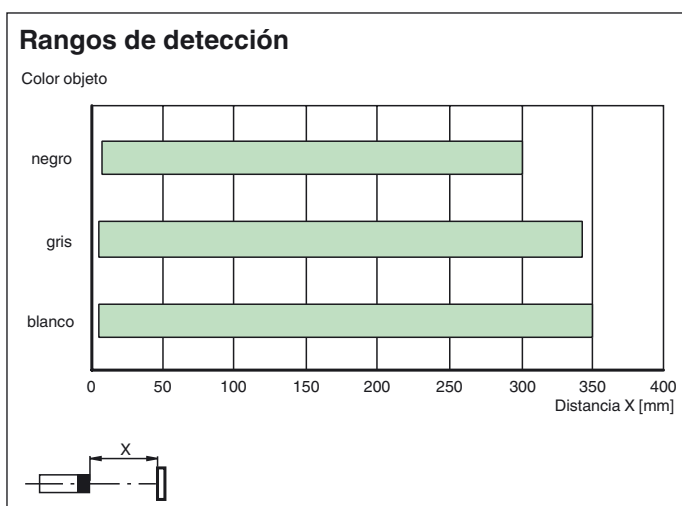 Rangos de detección
Color objeto
negro
gris
blanco
0 50 100 150 200 250 300 350 400
Distancia X [mm]
X